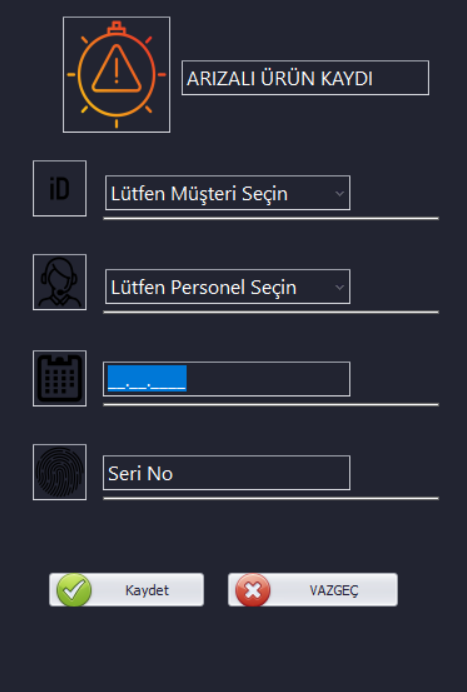 ARIZALI ÜRÜN KAYDI
iD
Lütfen Müşteri Seçin
Lütfen Personel Seçin
__.__.____
Seri No
Kaydet
VAZGEÇ